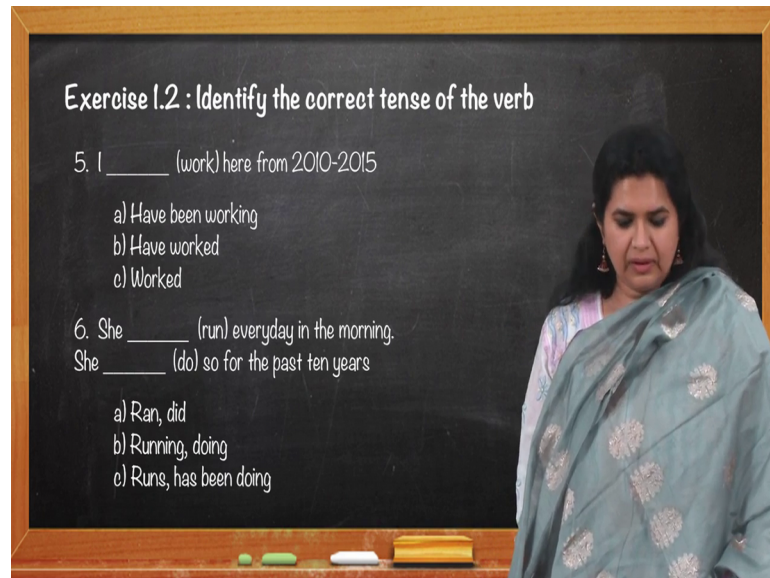 Exercise 1.2 : Identify the correct tense of the verb
5. I ______ (work) here from 2010-2015
a) Have been working
b) Have worked
c) Worked
6. She ______ (run) everyday in the morning.
She ______ (do) so for the past ten years
a) Ran, did
b) Running, doing
c) Runs, has been doing